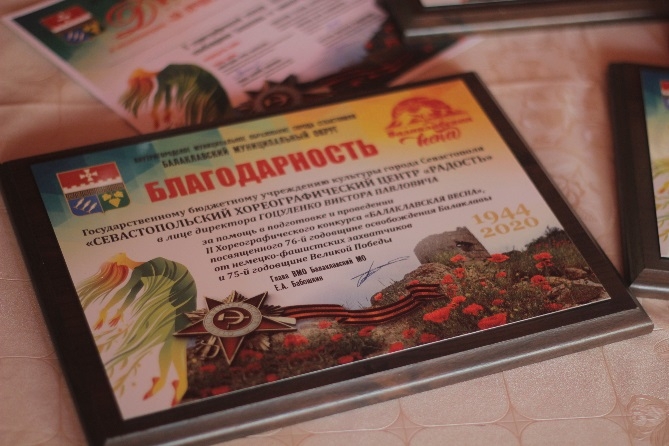 ВНУТРИГОРОДСКОЕ МУНИЦИПАЛЬНОЕ ОБРАЗОВАНИЕ ГОРОДА СЕВАСТОПОЛЯ
БАЛАКЛАВСКИЙ МУНИЦИПАЛЬНЫЙ ОКРУГ
Балаклавская
весна
БЛАГОДАРНОСТЬ
Государственному бюджетному учреждению культуры города Севастополя
«СЕВАСТОПОЛЬСКИЙ ХОРЕОГРАФИЧЕСКИЙ ЦЕНТР «РАДОСТЬ»
в лице директора ГОЦУЛЕНКО ВИКТОРА ПАВЛОВИЧА
за помощь в подготовке и проведении
II Хореографического конкурса «БАЛАКЛАВСКАЯ ВЕСНА»,
посвященного 76-й годовщине освобождения Балаклавы
от немецко-фашистских захватчиков
и 75-й годовщине Великой Победы
1944
2020
Глава ВМО Балаклавский МО
Е.А. Бабошкин